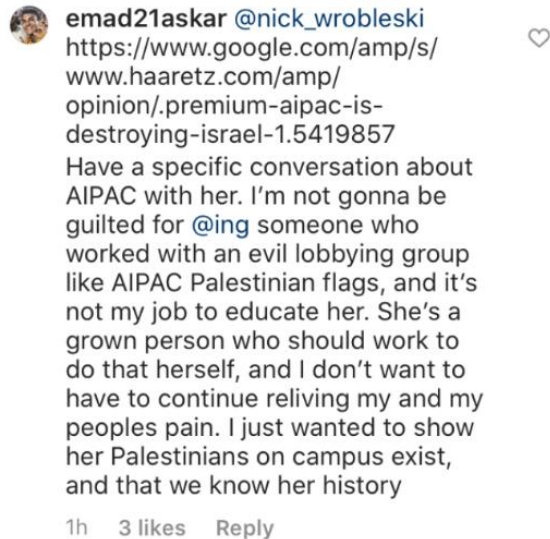 emad21askar @nick_wrobleski
https://www.google.com/amp/s/
www.haaretz.com/amp/
opinion/.premium-aipac-is-
destroying-israel-1.5419857
Have a specific conversation about
AIPAC with her. I'm not gonna be
guilted for @ing someone who
worked with an evil lobbying group
like AIPAC Palestinian flags, and it's
not my job to educate her. She's a
grown person who should work to
do that herself, and I don't want to
have to continue reliving my and my
peoples pain. I just wanted to show
her Palestinians on campus exist,
and that we know her history
1h 3 likes Reply